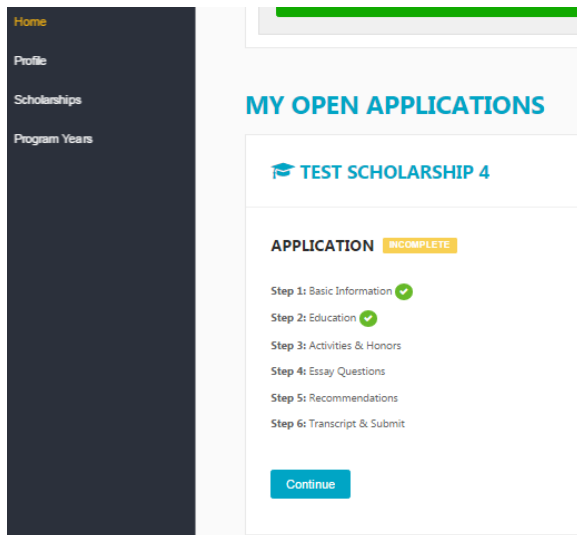 Home
Profile
Scholarships
Program Years
MY OPEN APPLICATIONS
TEST SCHOLARSHIP 4
APPLICATION INCOMPLETE
Step 1: Basic Information
Step 2: Education
Step 3: Activities & Honors
Step 4: Essay Questions
Step 5: Recommendations
Step 6: Transcript & Submit
Continue